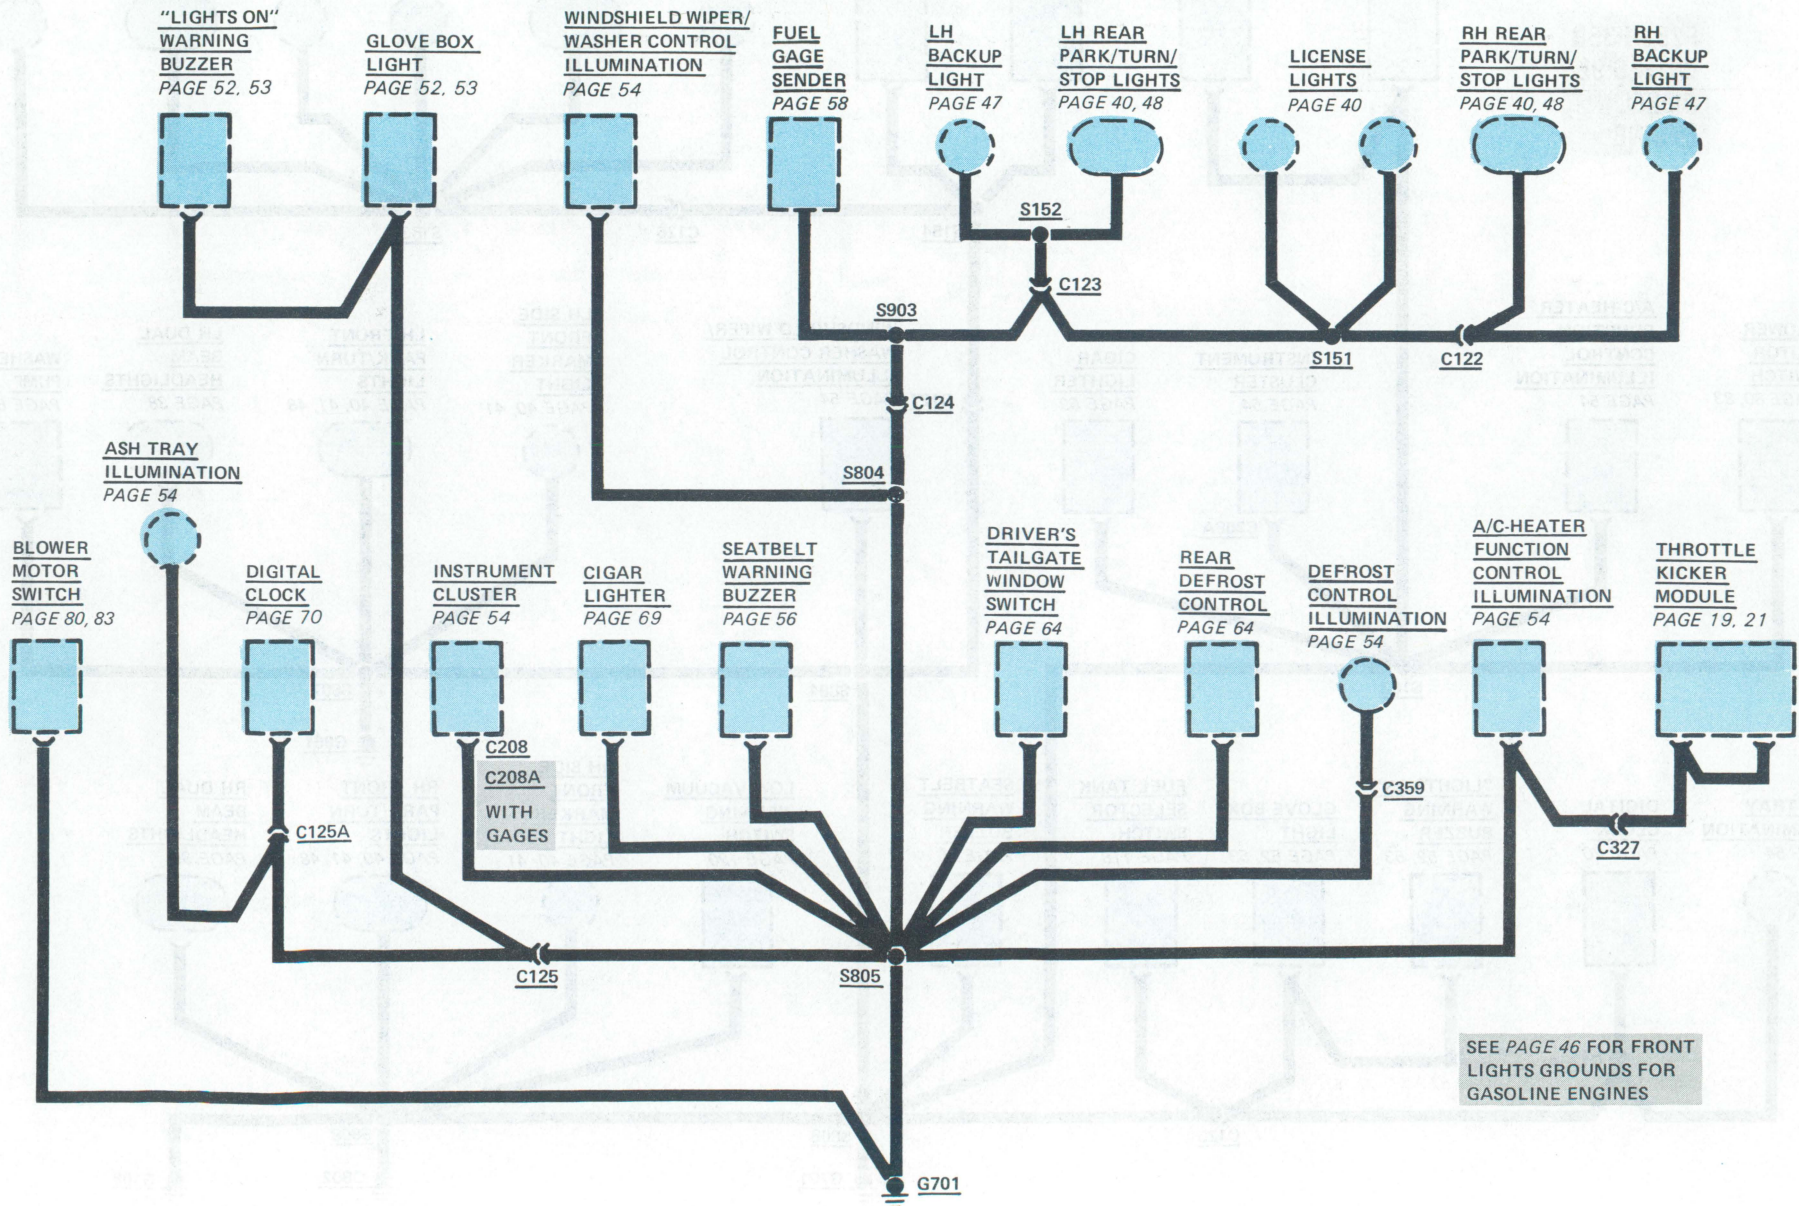 "LIGHTS ON"
WARNING
BUZZER
PAGE 52, 53
GLOVE BOX
LIGHT
PAGE 52, 53
WINDSHIELD WIPER/
WASHER CONTROL
ILLUMINATION
PAGE 54
FUEL
GAGE
SENDER
PAGE 58
LH
BACKUP
LIGHT
PAGE 47
LH REAR
PARK/TURN/
STOP LIGHTS
PAGE 40, 48
LICENSE
LIGHTS
PAGE 40
RH REAR
PARK/TURN/
STOP LIGHTS
PAGE 40, 48
RH
BACKUP
LIGHT
PAGE 47
S152
C123
S903
S151
C122
C124
S804
ASH TRAY
ILLUMINATION
PAGE 54
BLOWER
MOTOR
SWITCH
PAGE 80, 83
DIGITAL
CLOCK
PAGE 70
INSTRUMENT
CLUSTER
PAGE 54
CIGAR
LIGHTER
PAGE 69
SEATBELT
WARNING
BUZZER
PAGE 56
DRIVER'S
TAILGATE
WINDOW
SWITCH
PAGE 64
REAR
DEFROST
CONTROL
PAGE 64
DEFROST
CONTROL
ILLUMINATION
PAGE 54
A/C-HEATER
FUNCTION
CONTROL
ILLUMINATION
PAGE 54
THROTTLE
KICKER
MODULE
PAGE 19, 21
C208
C208A
WITH
GAGES
C125A
C359
C327
C125
S805
SEE PAGE 46 FOR FRONT
LIGHTS GROUNDS FOR
GASOLINE ENGINES
G701